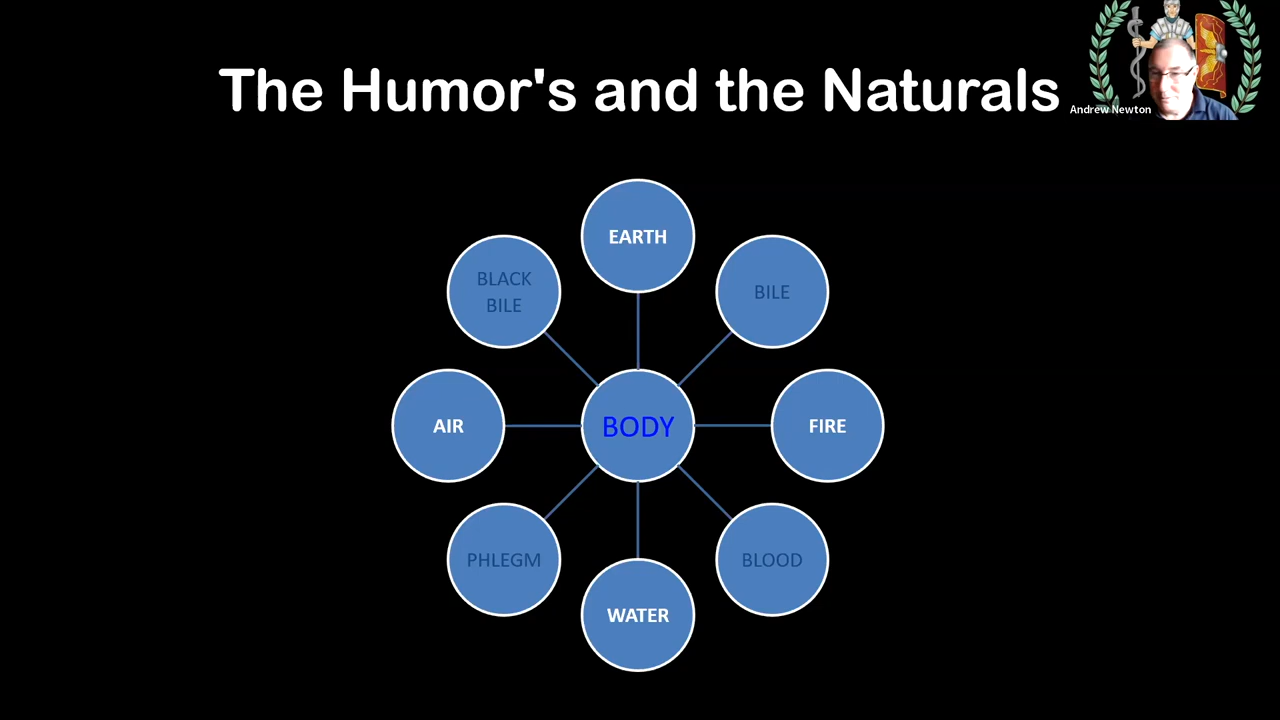 The Humor's and the Naturals
Andrew Newton
EARTH
BLACK
BILE
BILE
AIR
BODY
FIRE
PHLEGM
BLOOD
WATER